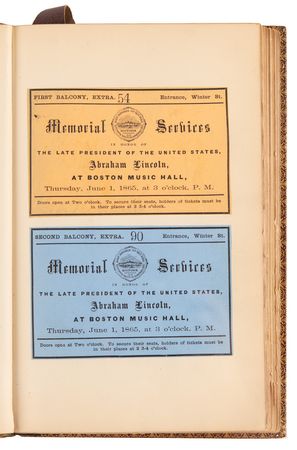 FIRST BALCONY, EXTRA. 54 Entrance, Winter St.
Memorial Services
IN HONOR OF
THE LATE PRESIDENT OF THE UNITED STATES,
Abraham Lincoln,
AT BOSTON MUSIC HALL,
Thursday, June 1, 1865, at 3 o'clock, P. M.
Doors open at Two o'clock. To secure their seats, holders of tickets must be
in their places at 2 3-4 o'clock.
SECOND BALCONY, EXTRA. 90 Entrance, Winter St.
Memorial Services
IN HONOR OF
THE LATE PRESIDENT OF THE UNITED STATES,
Abraham Lincoln,
AT BOSTON MUSIC HALL,
Thursday, June 1, 1865, at 3 o'clock, P. M.
Doors open at Two o'clock. To secure their seats, holders of tickets must be
in their places at 2 3-4 o'clock.